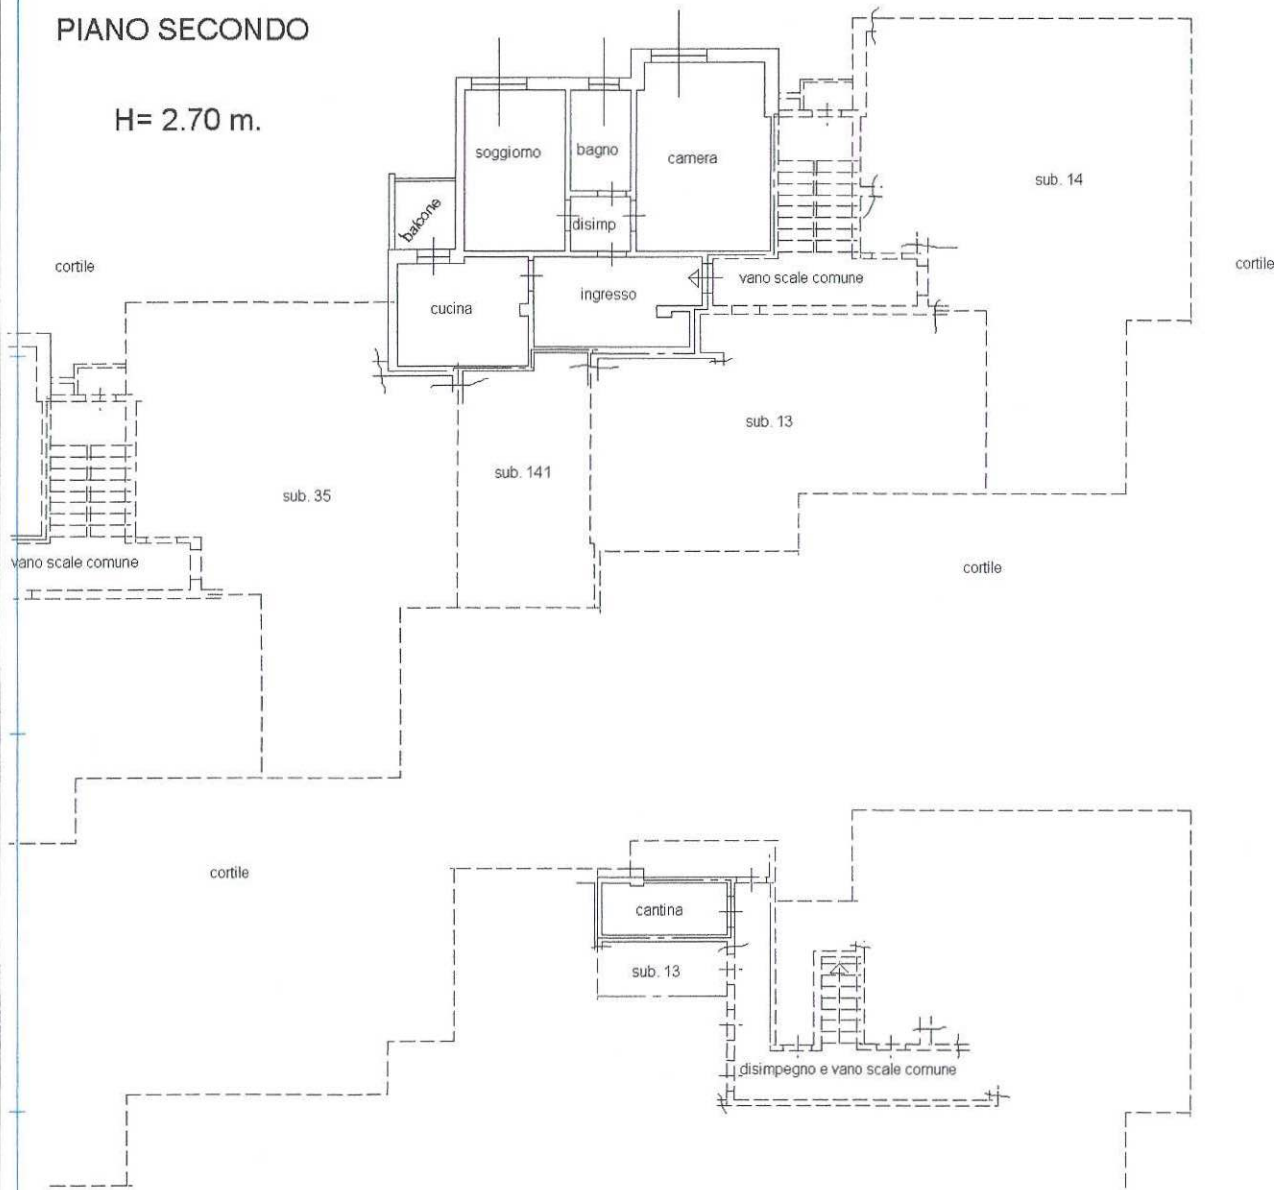 PIANO SECONDO
H= 2.70 m.
soggiorno
bagno
camera
sub. 14
balcone
disimp
cortile
cortile
vano scale comune
ingresso
cucina
sub. 13
sub. 141
sub. 35
vano scale comune
cortile
cortile
cantina
sub. 13
disimpegno e vano scale comune